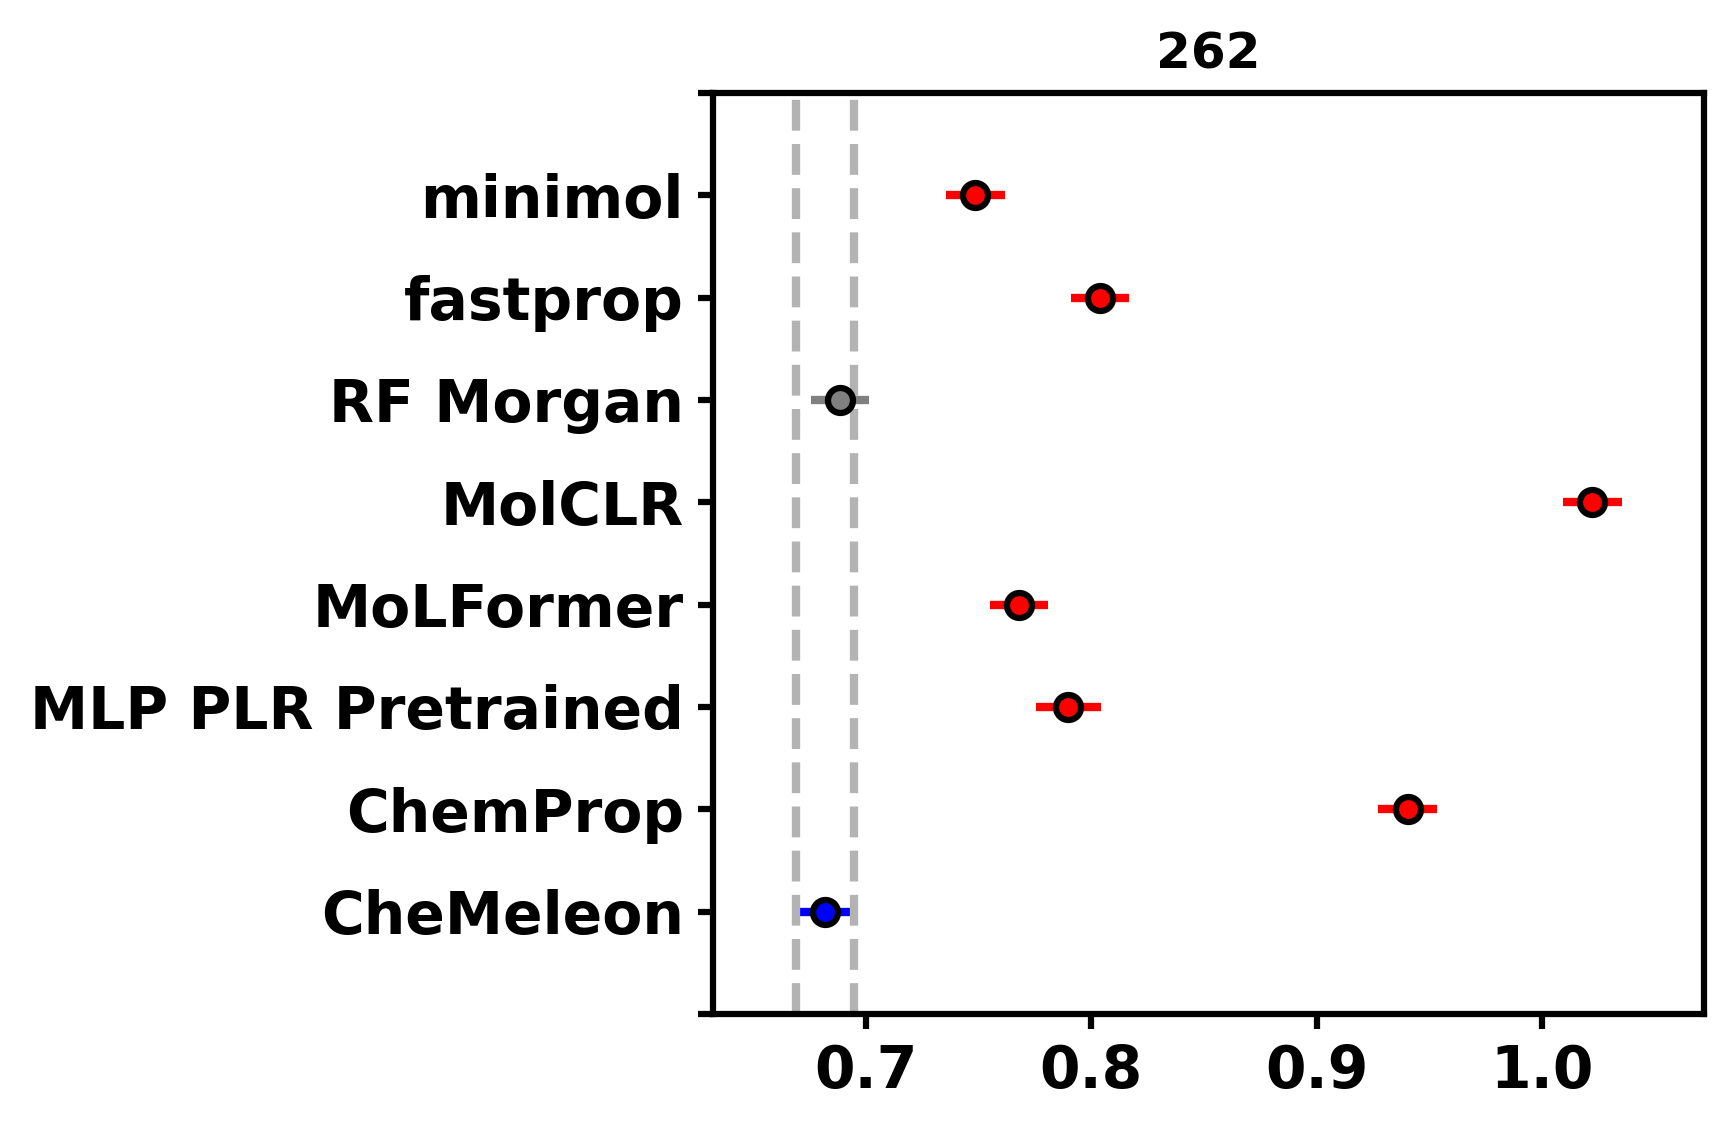 262
minimol
fastprop
RF Morgan
MolCLR
MoLFormer
MLP PLR Pretrained
ChemProp
CheMeleon
0.7 0.8 0.9 1.0